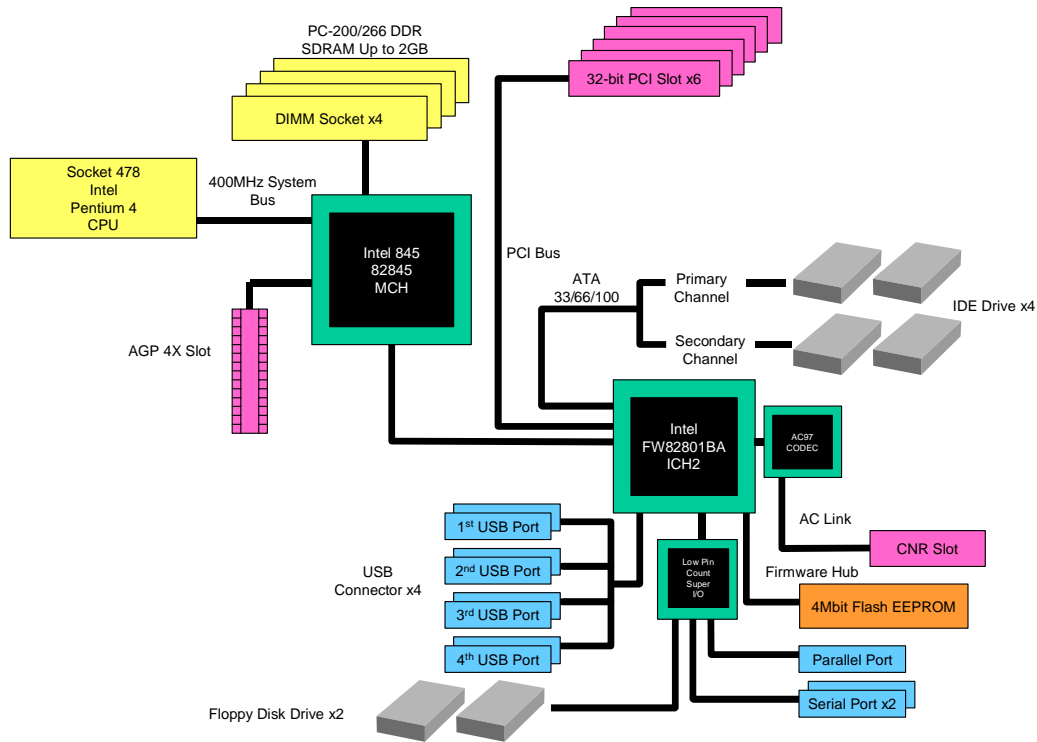 PC-200/266 DDR
SDRAM Up to 2GB
DIMM Socket x4
32-bit PCI Slot x6
Socket 478
Intel
Pentium 4
CPU
400MHz System
Bus
Intel 845
82845
MCH
AGP 4X Slot
PCI Bus
ATA
33/66/100
Primary
Channel
Secondary
Channel
IDE Drive x4
Intel
FW82801BA
ICH2
AC97
CODEC
AC Link
CNR Slot
1st USB Port
2nd USB Port
3rd USB Port
4th USB Port
USB
Connector x4
Low Pin
Count
Super
I/O
Firmware Hub
4Mbit Flash EEPROM
Parallel Port
Serial Port x2
Floppy Disk Drive x2